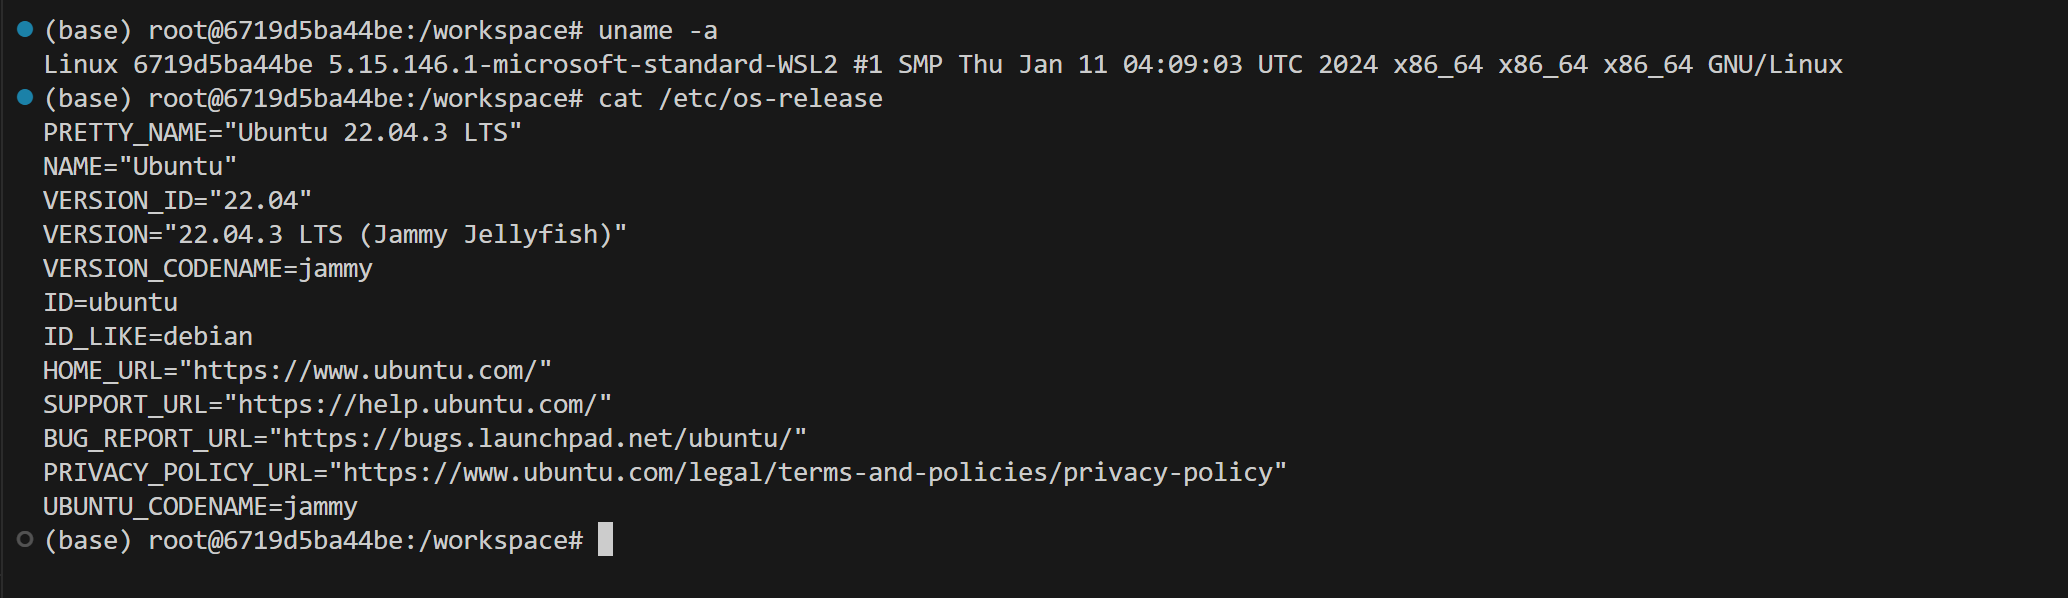 (base) root@6719d5ba44be:/workspace# uname -a
Linux 6719d5ba44be 5.15.146.1-microsoft-standard-WSL2 #1 SMP Thu Jan 11 04:09:03 UTC 2024 x86_64 x86_64 x86_64 GNU/Linux
(base) root@6719d5ba44be:/workspace# cat /etc/os-release
PRETTY_NAME="Ubuntu 22.04.3 LTS"
NAME="Ubuntu"
VERSION_ID="22.04"
VERSION="22.04.3 LTS (Jammy Jellyfish)"
VERSION_CODENAME=jammy
ID=ubuntu
ID_LIKE=debian
HOME_URL="https://www.ubuntu.com/"
SUPPORT_URL="https://help.ubuntu.com/"
BUG_REPORT_URL="https://bugs.launchpad.net/ubuntu/"
PRIVACY_POLICY_URL="https://www.ubuntu.com/legal/terms-and-policies/privacy-policy"
UBUNTU_CODENAME=jammy
(base) root@6719d5ba44be:/workspace#